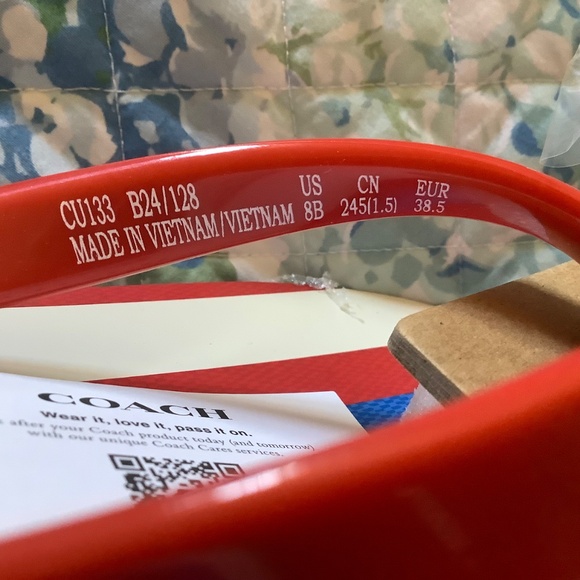 US CN EUR
CU133 B24/128 8B 245(1.5) 38.5
MADE IN VIETNAM/VIETNAM
COACH
Wear it, love it, pass it on.
after your Coach product today (and tomorrow)
with our unique Coach Cares services.